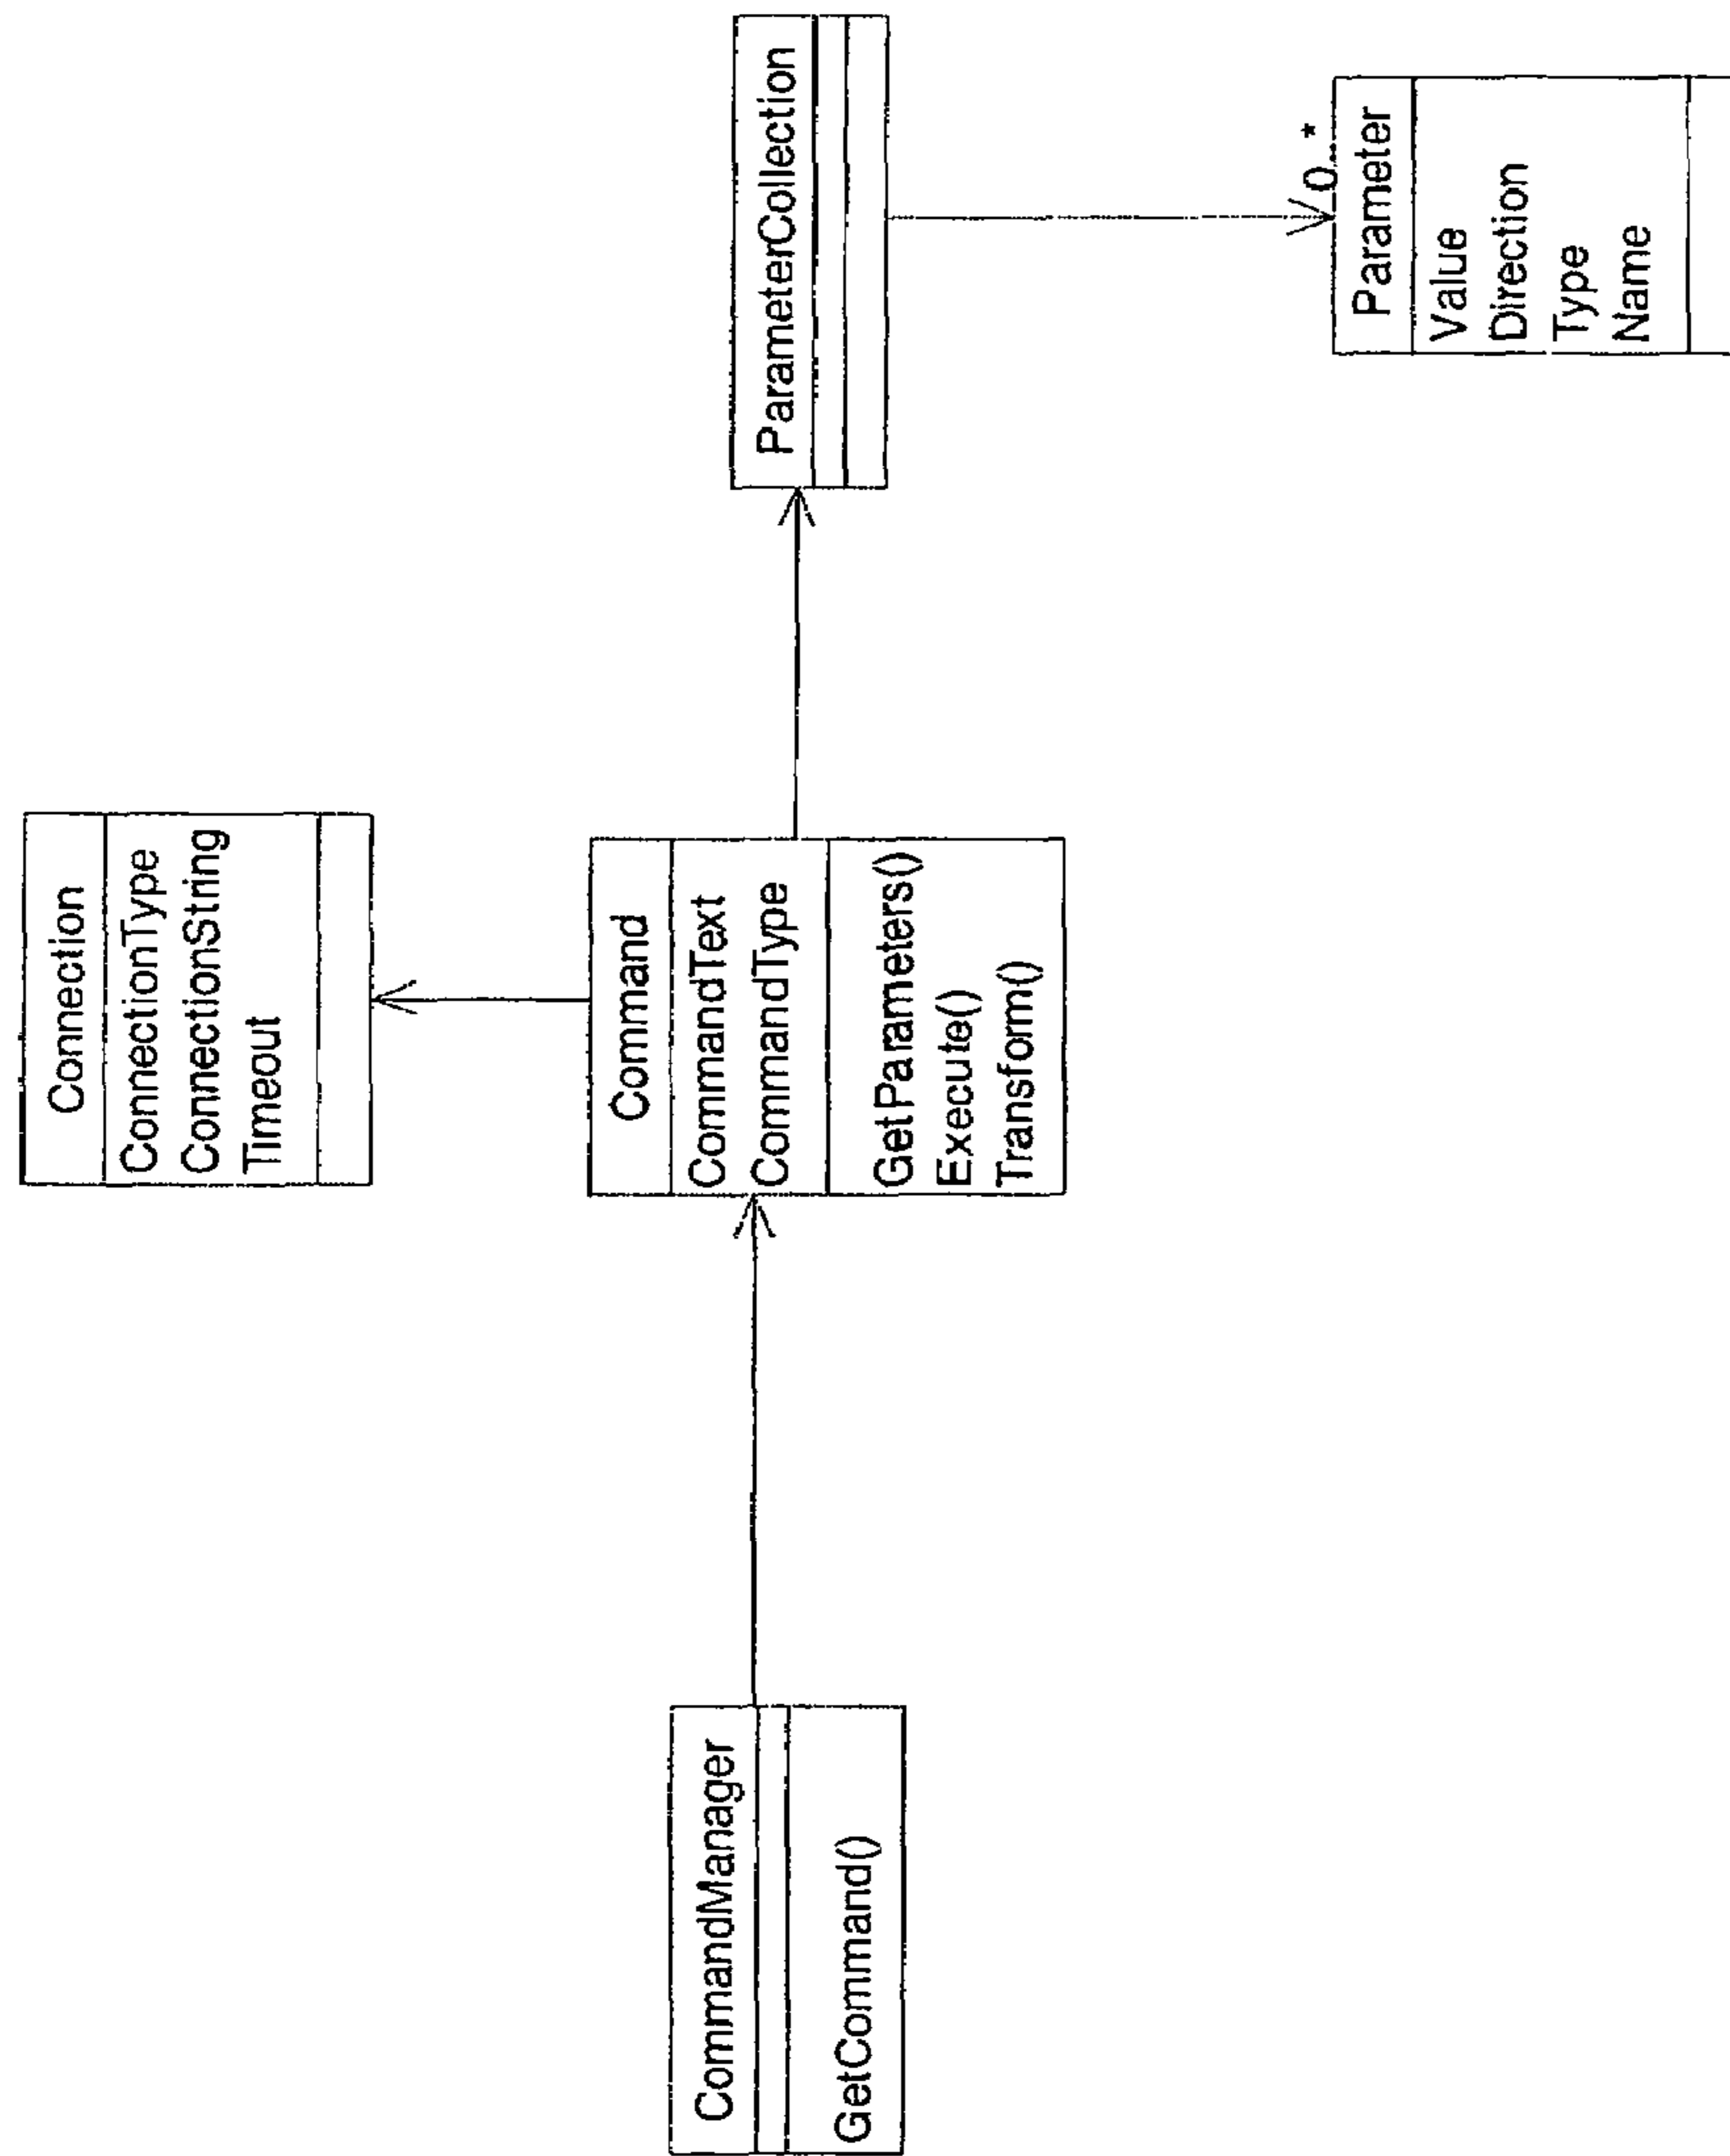 Connection
ConnectionType
ConnectionString
Timeout
CommandManager
GetCommand()
Command
CommandText
CommandType
GetParameters()
Execute()
Transform()
ParameterCollection
0..*
Parameter
Value
Direction
Type
Name